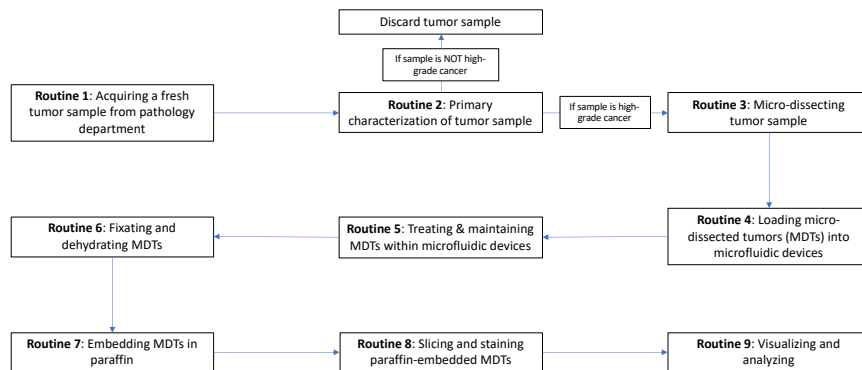 Discard tumor sample
If sample is NOT high-
grade cancer
Routine 1: Acquiring a fresh
tumor sample from pathology
department
Routine 2: Primary
characterization of tumor sample
If sample is high-
grade cancer
Routine 3: Micro-dissecting
tumor sample
Routine 6: Fixating and
dehydrating MDTs
Routine 5: Treating & maintaining
MDTs within microfluidic devices
Routine 4: Loading micro-
dissected tumors (MDTs) into
microfluidic devices
Routine 7: Embedding MDTs in
paraffin
Routine 8: Slicing and staining
paraffin-embedded MDTs
Routine 9: Visualizing and
analyzing